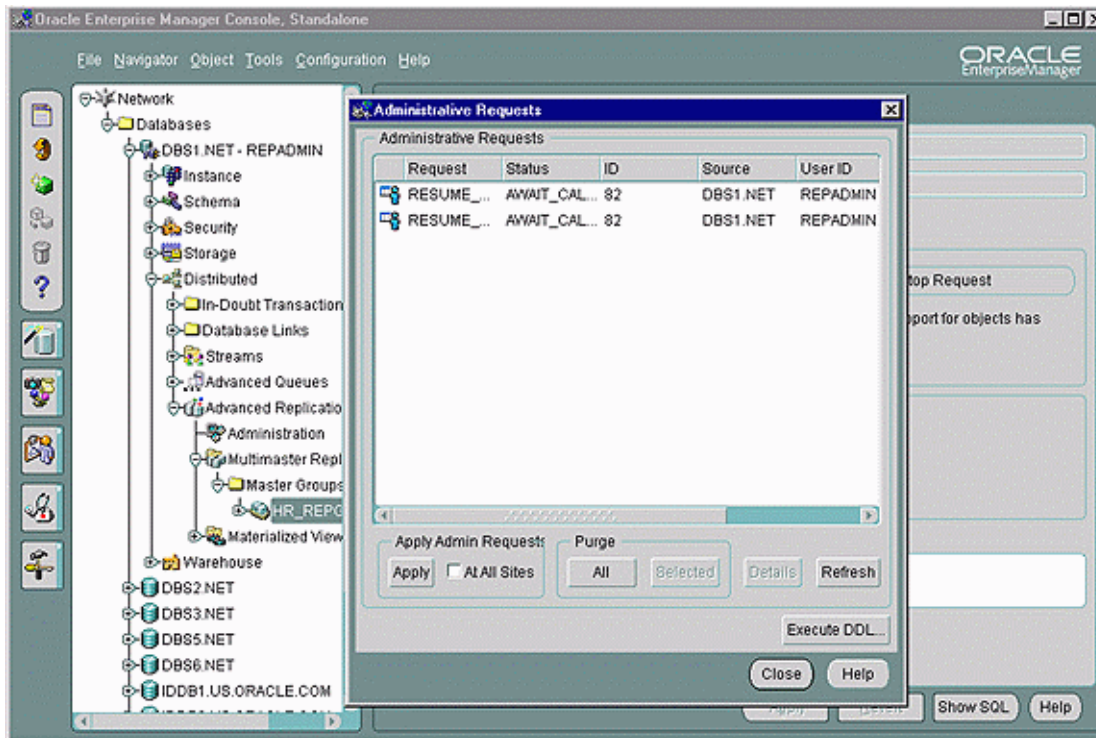 Oracle Enterprise Manager Console, Standalone
File Navigator Object Tools Configuration Help
ORACLE
EnterpriseManager
Network
Databases
DBS1.NET - REPADMIN
Instance
Schema
Security
Storage
Distributed
In-Doubt Transaction
Database Links
Streams
Advanced Queues
Advanced Replicatio
Administration
Multimaster Repl
Master Groups
HR_REPG
Materialized View
Warehouse
DBS2.NET
DBS3.NET
DBS5.NET
DBS6.NET
IDDB1.US.ORACLE.COM
Administrative Requests
Administrative Requests
Request Status ID Source User ID
RESUME_... AWAIT_CAL... 82 DBS1.NET REPADMIN
RESUME_... AWAIT_CAL... 82 DBS1.NET REPADMIN
Apply Admin Requests
Apply At All Sites
Purge
All Selected
Details Refresh
Execute DDL...
Close Help
top Request
pport for objects has
Apply Revert Show SQL Help